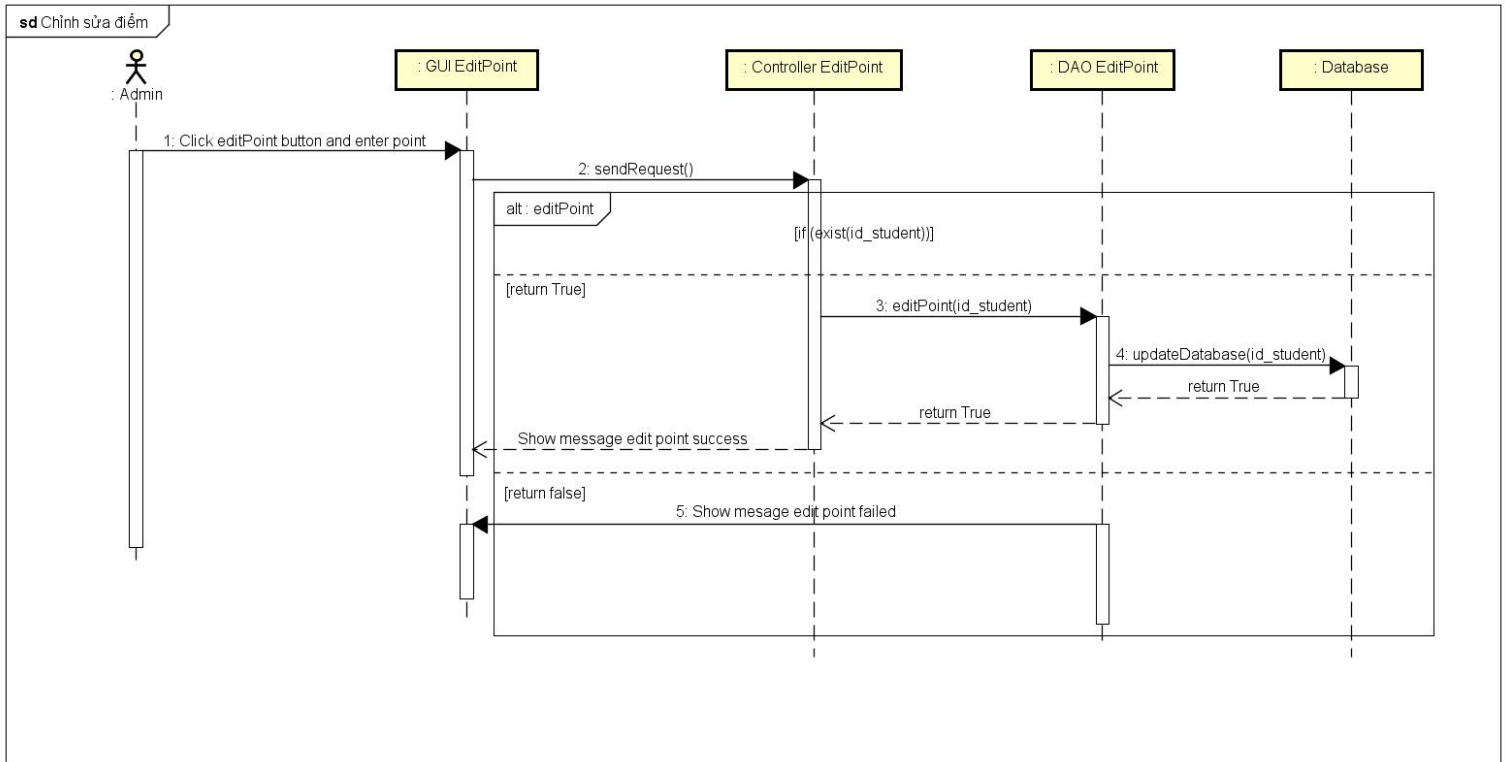 sd Chỉnh sửa điểm
: Admin
: GUI EditPoint
: Controller EditPoint
: DAO EditPoint
: Database
1: Click editPoint button and enter point
2: sendRequest()
alt : editPoint
[if (exist(id_student))]
[return True]
3: editPoint(id_student)
4: updateDatabase(id_student)
return True
return True
Show message edit point success
[return false]
5: Show mesage edit point failed